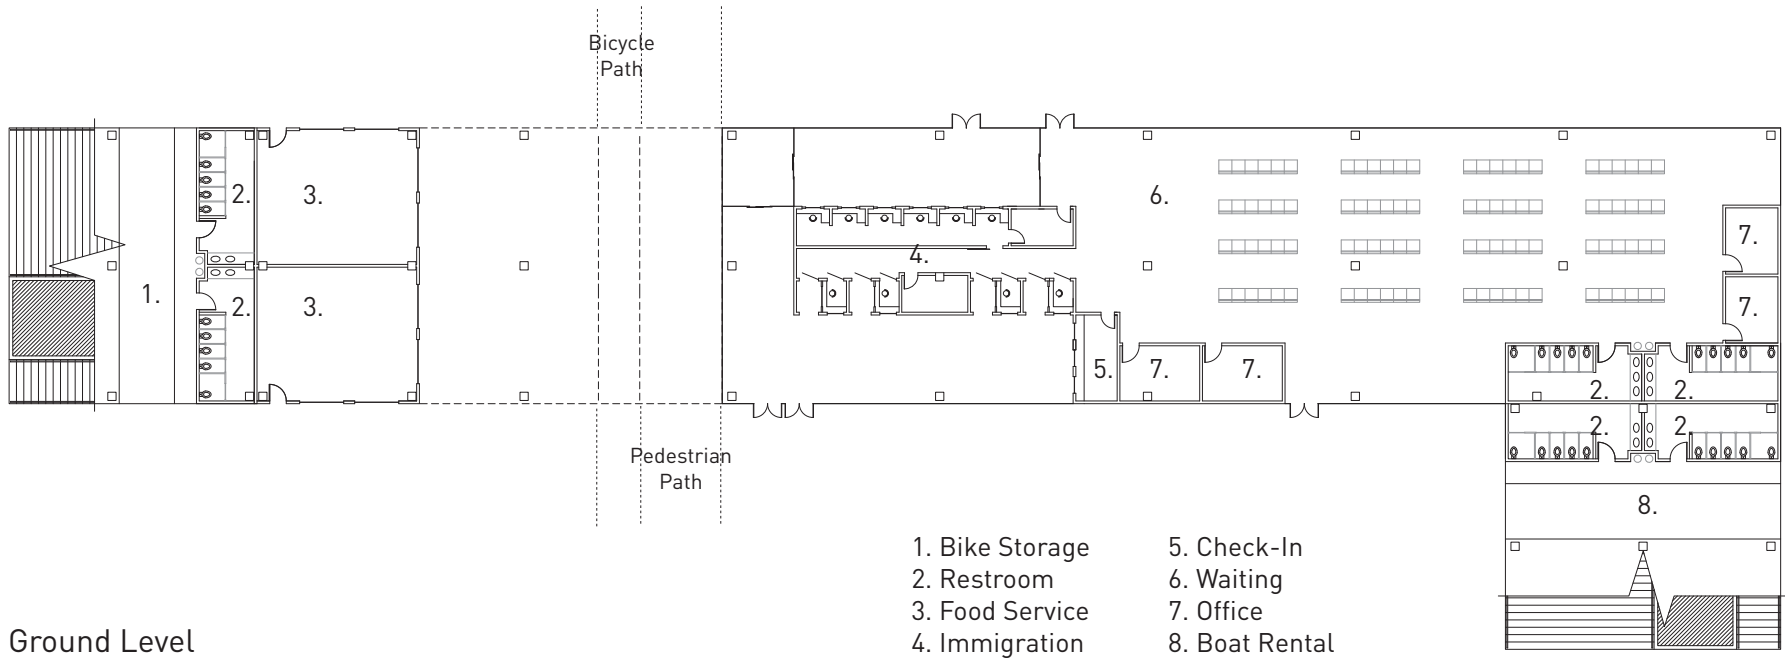 Bicycle
Path
2. 3. 6. 7.
4.
1. 2. 3. 7.
5. 7. 7. 2. 2.
2. 2.
Pedestrian
Path
8.
1. Bike Storage
2. Restroom
3. Food Service
4. Immigration
5. Check-In
6. Waiting
7. Office
8. Boat Rental
Ground Level